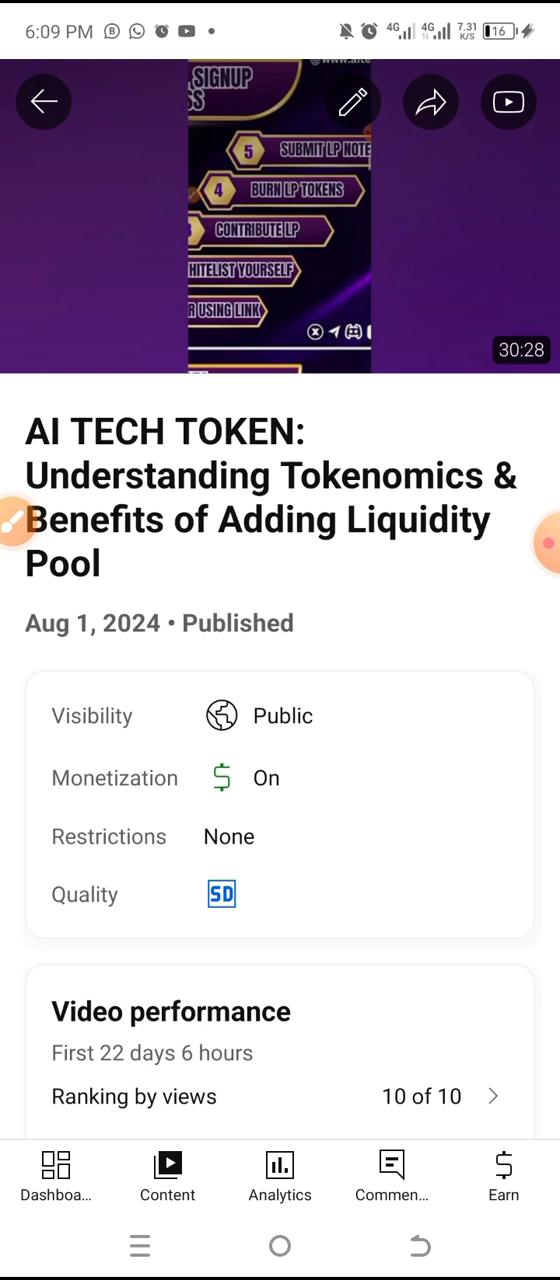 6:09 PM
4G 4G 7.31 K/S 16
SIGNUP
5 SUBMIT LP NOTE
4 BURN LP TOKENS
CONTRIBUTE LP
HITELIST YOURSELF
R USING LINK
30:28
AI TECH TOKEN:
Understanding Tokenomics &
Benefits of Adding Liquidity
Pool
Aug 1, 2024 • Published
Visibility Public
Monetization On
Restrictions None
Quality SD
Video performance
First 22 days 6 hours
Ranking by views 10 of 10
Dashboa... Content Analytics Commen... Earn